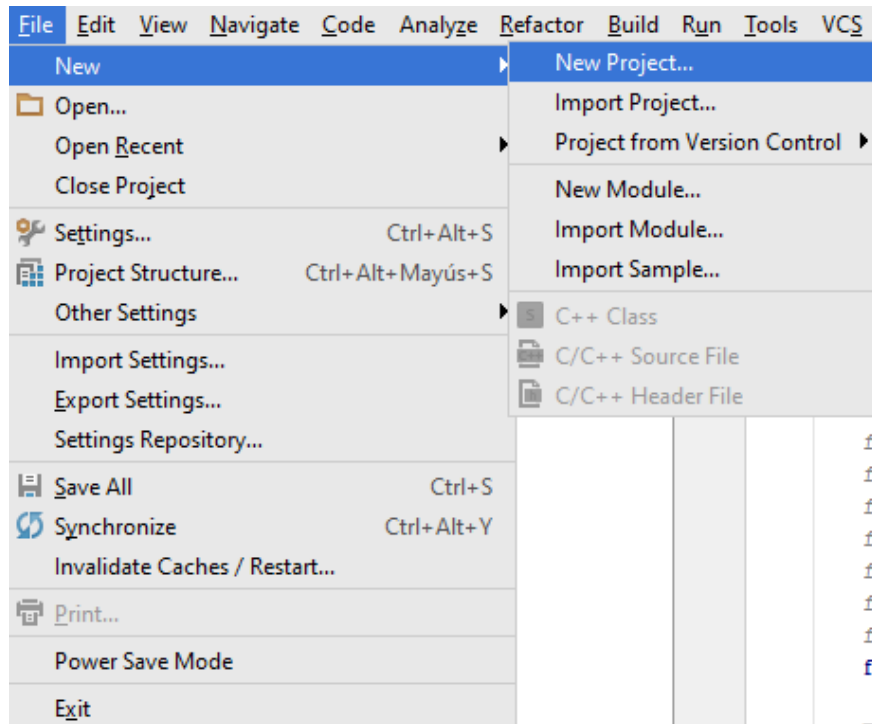 File Edit View Navigate Code Analyze Refactor Build Run Tools VCS
New
Open...
Open Recent
Close Project
Settings... Ctrl+Alt+S
Project Structure... Ctrl+Alt+Mayús+S
Other Settings
Import Settings...
Export Settings...
Settings Repository...
Save All Ctrl+S
Synchronize Ctrl+Alt+Y
Invalidate Caches / Restart...
Print...
Power Save Mode
Exit
New Project...
Import Project...
Project from Version Control
New Module...
Import Module...
Import Sample...
S C++ Class
C++ C/C++ Source File
h C/C++ Header File
f
f
f
f
f
f
f
f